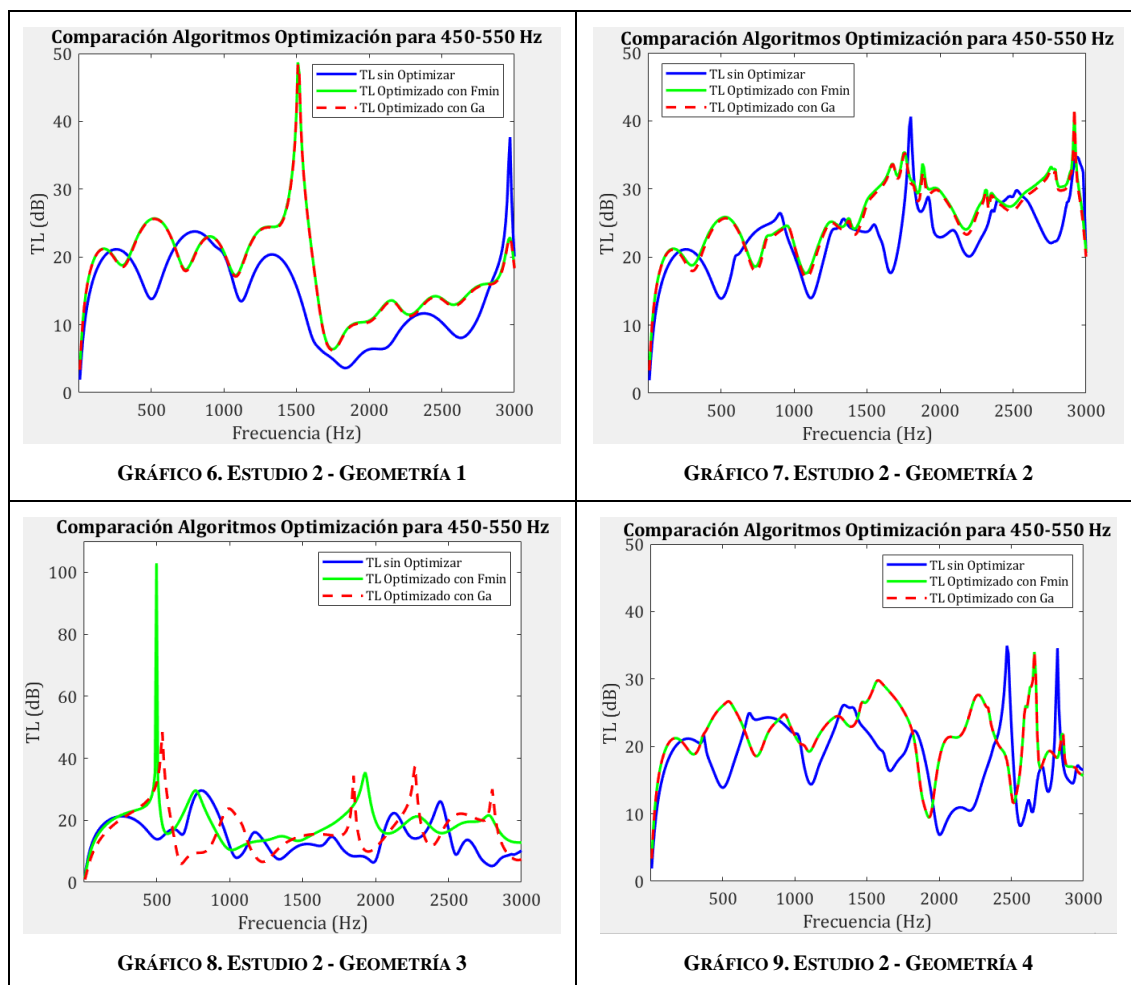 Comparación Algoritmos Optimización para 450-550 Hz
TL sin Optimizar
TL Optimizado con Fmin
TL Optimizado con Ga
50
40
30
20
10
0
TL (dB)
500 1000 1500 2000 2500 3000
Frecuencia (Hz)
GRÁFICO 6. ESTUDIO 2 - GEOMETRÍA 1
Comparación Algoritmos Optimización para 450-550 Hz
TL sin Optimizar
TL Optimizado con Fmin
TL Optimizado con Ga
50
40
30
20
10
0
TL (dB)
500 1000 1500 2000 2500 3000
Frecuencia (Hz)
GRÁFICO 7. ESTUDIO 2 - GEOMETRÍA 2
Comparación Algoritmos Optimización para 450-550 Hz
TL sin Optimizar
TL Optimizado con Fmin
TL Optimizado con Ga
100
80
60
40
20
0
TL (dB)
500 1000 1500 2000 2500 3000
Frecuencia (Hz)
GRÁFICO 8. ESTUDIO 2 - GEOMETRÍA 3
Comparación Algoritmos Optimización para 450-550 Hz
TL sin Optimizar
TL Optimizado con Fmin
TL Optimizado con Ga
50
40
30
20
10
0
TL (dB)
500 1000 1500 2000 2500 3000
Frecuencia (Hz)
GRÁFICO 9. ESTUDIO 2 - GEOMETRÍA 4